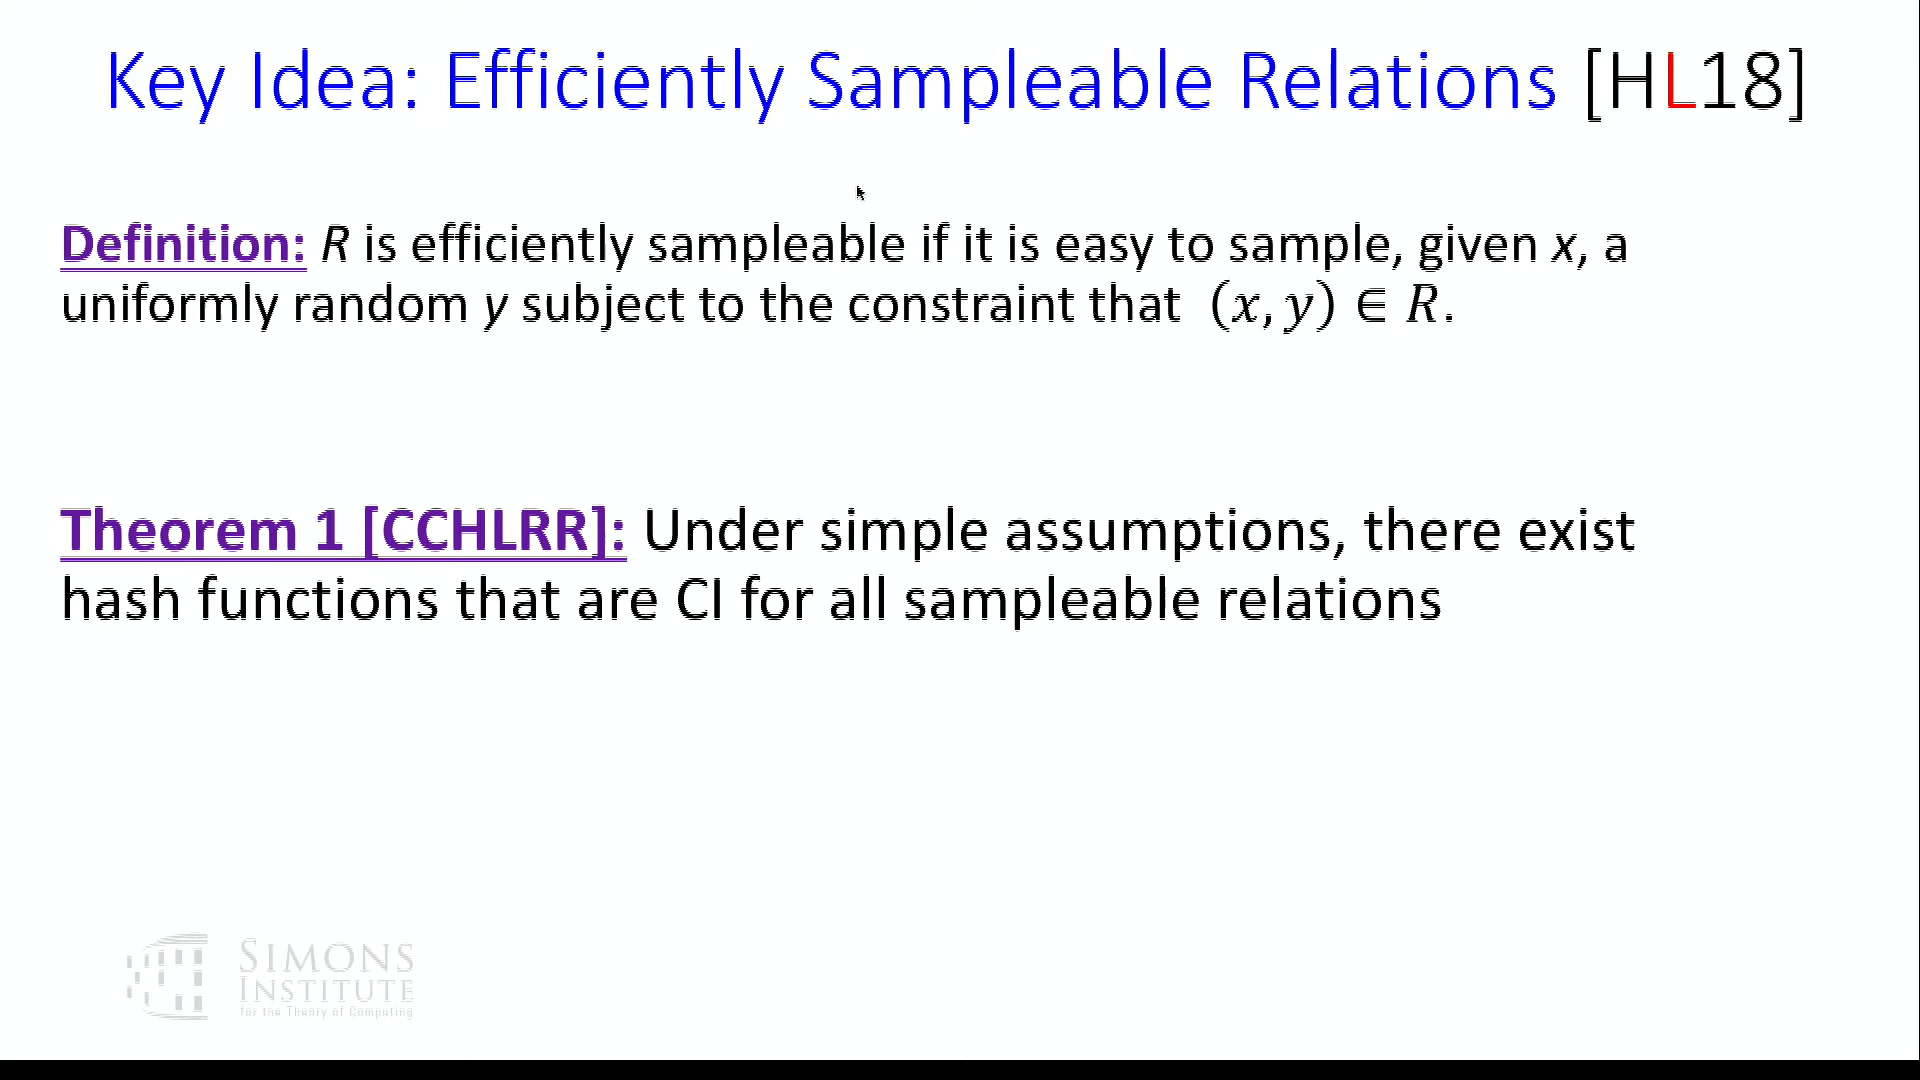 Key Idea: Efficiently Sampleable Relations [HL18]
Definition: R is efficiently sampleable if it is easy to sample, given x, a
uniformly random y subject to the constraint that (x, y) ∈ R.
Theorem 1 [CCHLRR]: Under simple assumptions, there exist
hash functions that are CI for all sampleable relations
SIMONS
INSTITUTE
for the Theory of Computing